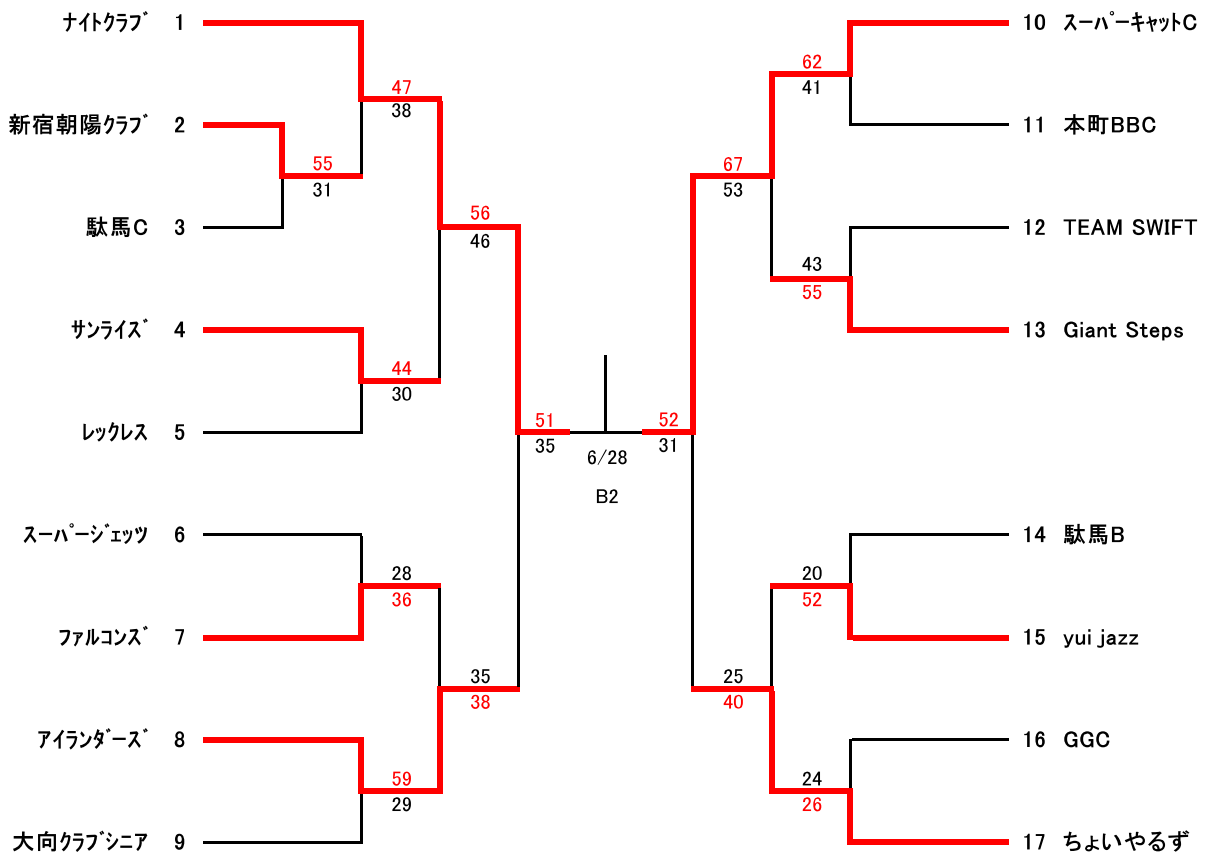 ナイトクラブ 1
47
38
新宿朝陽クラブ 2
55
31
駄馬C 3
56
46
サンライズ 4
44
30
レックレス 5
51
35
スーパージェッツ 6
28
36
ファルコンズ 7
35
38
アイランダーズ 8
59
29
大向クラブシニア 9
6/28
B2
10 スーパーキャットC
62
41
11 本町BBC
67
53
12 TEAM SWIFT
43
55
13 Giant Steps
52
31
14 駄馬B
20
52
15 yui jazz
25
40
16 GGC
24
26
17 ちょいやるず